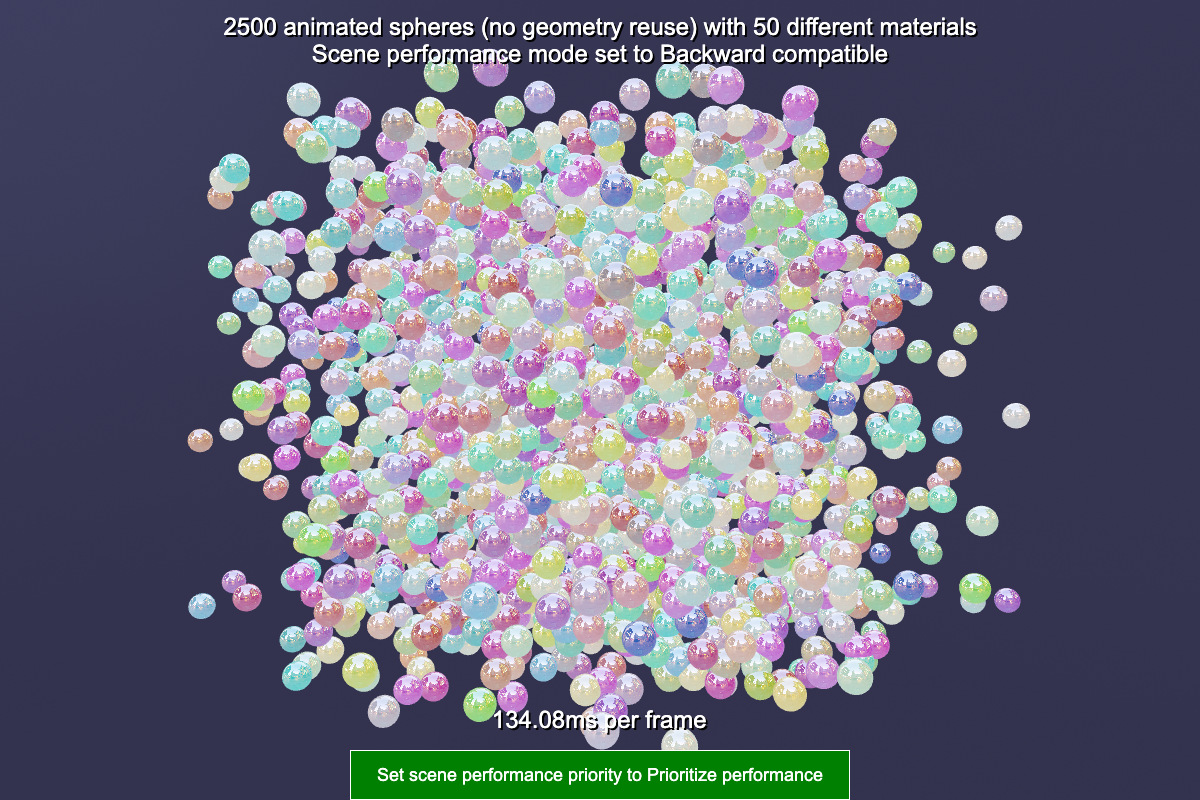 2500 animated spheres (no geometry reuse) with 50 different materials
Scene performance mode set to Backward compatible
134.08ms per frame
Set scene performance priority to Prioritize performance